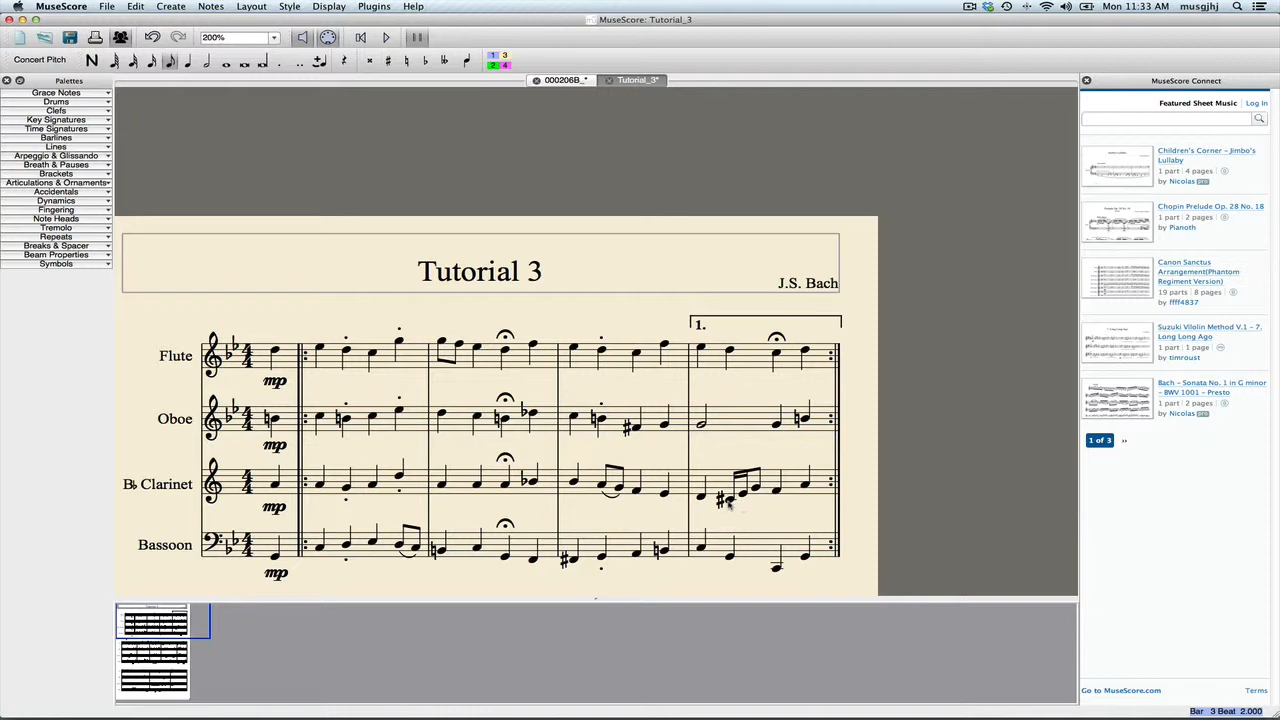 MuseScore File Edit Create Notes Layout Style Display Plugins Help Mon 11:33 AM musgjhj
MuseScore: Tutorial_3
200%
Concert Pitch N 1 3
2 4
Palettes
Grace Notes
Drums
Clefs
Key Signatures
Time Signatures
Barlines
Lines
Arpeggio & Glissando
Breath & Pauses
Brackets
Articulations & Ornaments
Accidentals
Dynamics
Fingering
Note Heads
Tremolo
Repeats
Breaks & Spacer
Beam Properties
Symbols
000206B_* Tutorial_3*
Tutorial 3
J.S. Bach
1.
Flute
mp
Oboe
mp
B♭ Clarinet
mp
Bassoon
mp
MuseScore Connect
Featured Sheet Music Log In
Children's Corner – Jimbo's
Lullaby
1 part 4 pages
by Nicolas pro
Chopin Prelude Op. 28 No. 18
1 part 2 pages
by Pianoth
Canon Sanctus
Arrangement(Phantom
Regiment Version)
19 parts 8 pages
by ffff4837
Suzuki Vilolin Method V.1 – 7.
Long Long Ago
1 part 1 page
by timroust
Bach – Sonata No. 1 in G minor
– BWV 1001 – Presto
1 part 2 pages
by Nicolas pro
1 of 3 ››
Go to MuseScore.com Terms
Bar 3 Beat 2.000